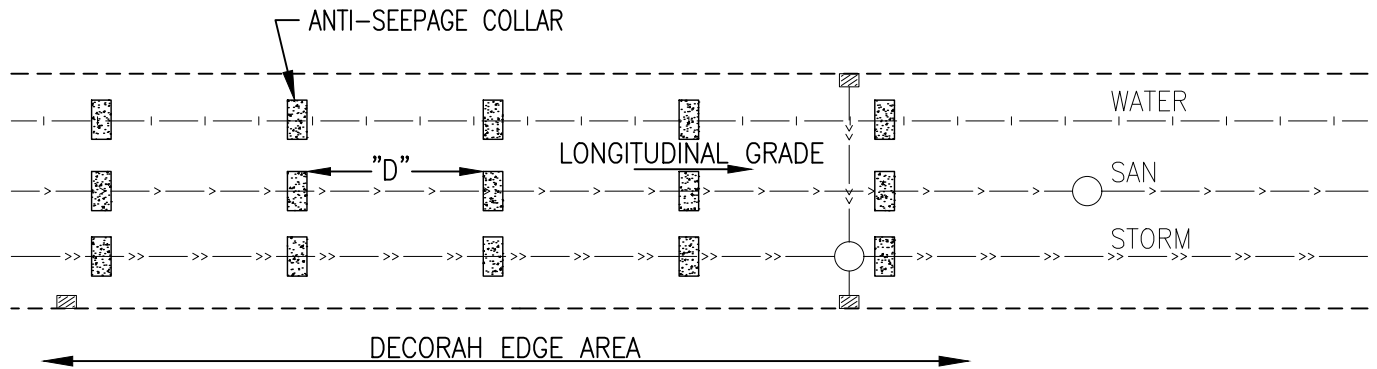 ANTI-SEEPAGE COLLAR
WATER
"D"
LONGITUDINAL GRADE
SAN
STORM
DECORAH EDGE AREA